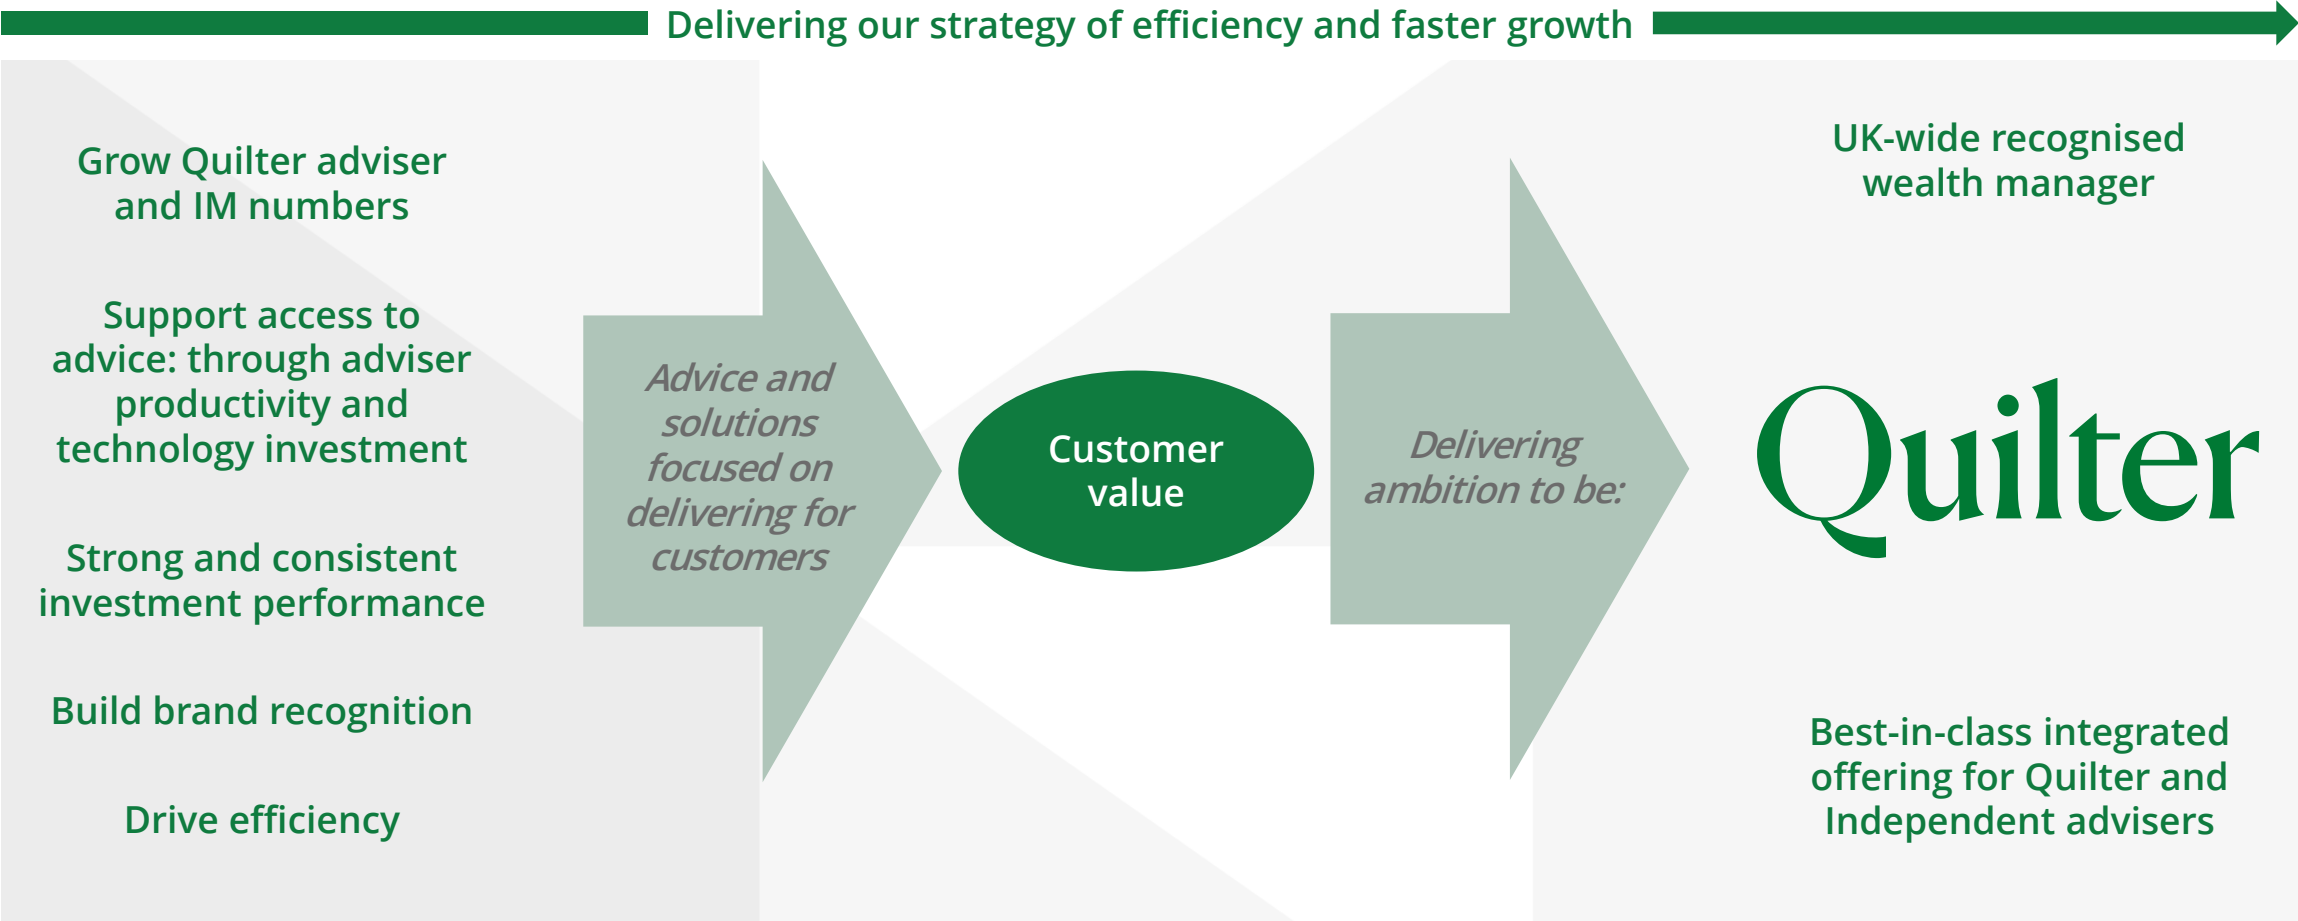 Delivering our strategy of efficiency and faster growth
Grow Quilter adviser
and IM numbers
Support access to
advice: through adviser
productivity and
technology investment
Strong and consistent
investment performance
Build brand recognition
Drive efficiency
Advice and
solutions
focused on
delivering for
customers
Customer
value
Delivering
ambition to be:
UK-wide recognised
wealth manager
Quilter
Best-in-class integrated
offering for Quilter and
Independent advisers